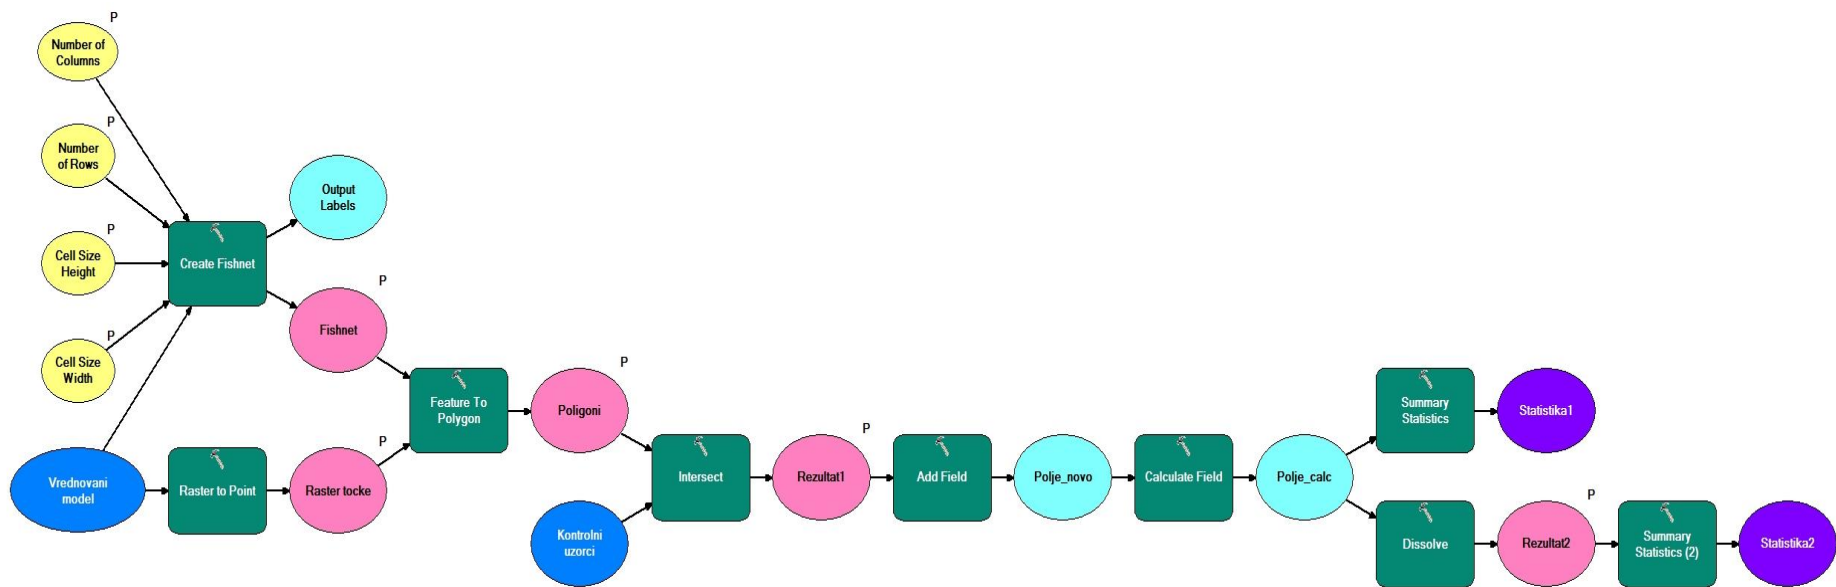 P
Number of
Columns
P
Number
of Rows
P
Cell Size
Height
P
Cell Size
Width
Vrednovani
model
Create Fishnet
Raster to Point
Output
Labels
P
Fishnet
P
Raster tocke
Feature To
Polygon
P
Poligoni
Kontrolni
uzorci
Intersect
P
Rezultat1
Add Field
Polje_novo
Calculate Field
Polje_calc
Summary
Statistics
Statistika1
Dissolve
P
Rezultat2
Summary
Statistics (2)
Statistika2